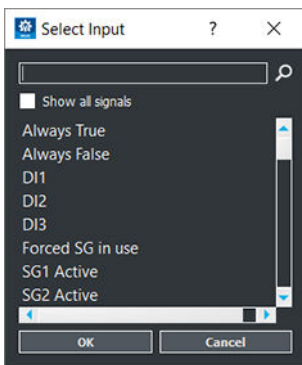 Select Input
?
Show all signals
Always True
Always False
DI1
DI2
DI3
Forced SG in use
SG1 Active
SG2 Active
OK Cancel